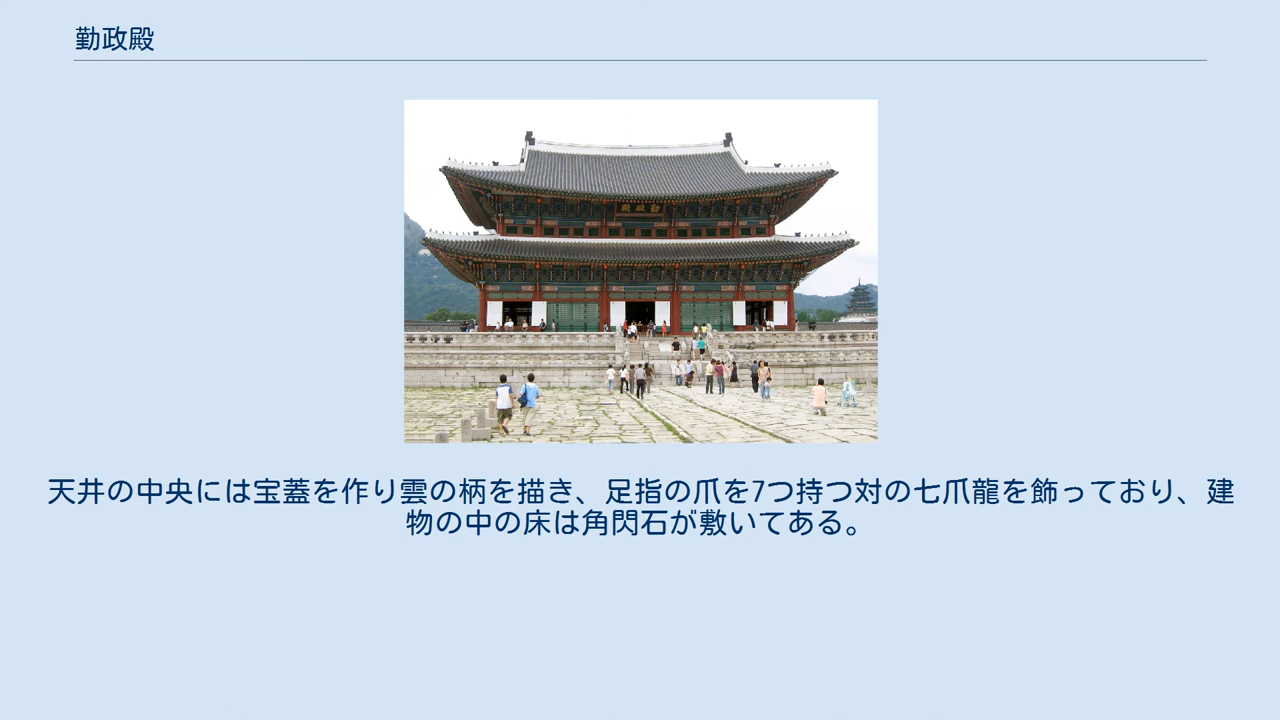 勤政殿
殿政勤
天井の中央には宝蓋を作り雲の柄を描き、足指の爪を7つ持つ対の七爪龍を飾っており、建
物の中の床は角閃石が敷いてある。